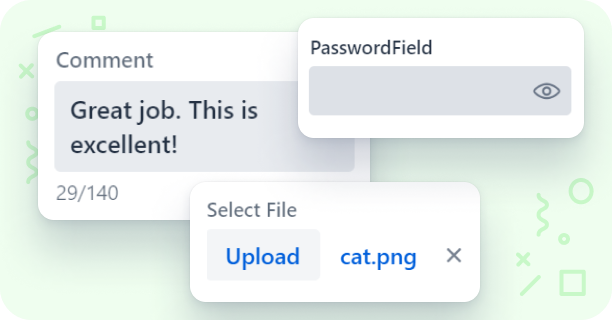 Comment
Great job. This is
excellent!
29/140
PasswordField
Select File
Upload cat.png